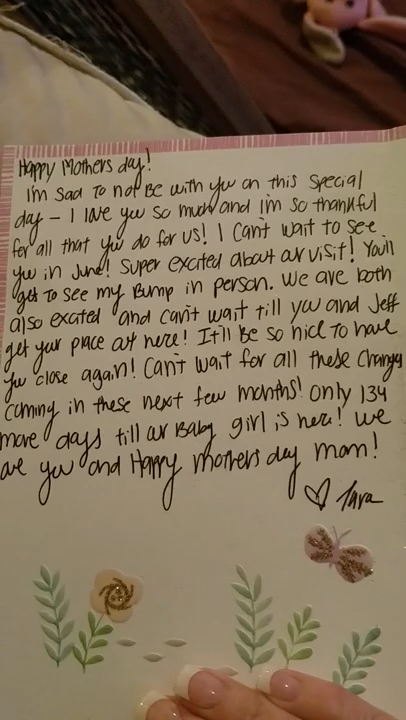 Happy Mothers day!
I'm sad to not Be with you on this special
day - I love you so much and I'm so thankful
for all that you do for us! I can't wait to see
you in June! Super excited about our visit! You'll
get to see my Bump in person. We are both
also excited and can't wait till you and Jeff
get your place out here! It'll Be so nice to have
you close again! Can't wait for all these changes
coming in these next few months! only 134
more days till our Baby girl is here! We
love you and Happy mothers day mom!
♡ Tara